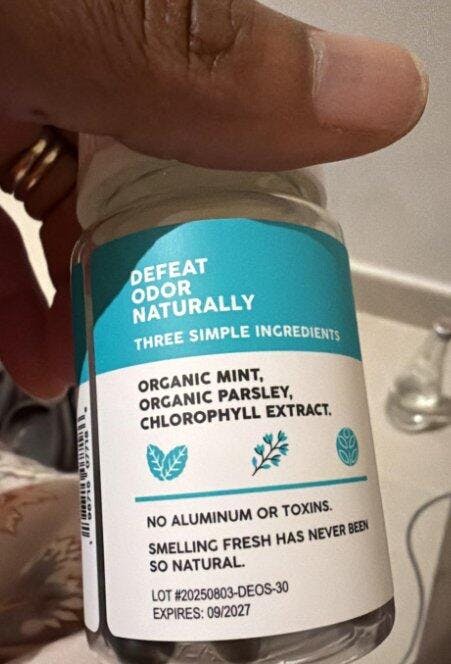 DEFEAT
ODOR
NATURALLY
THREE SIMPLE INGREDIENTS
ORGANIC MINT,
ORGANIC PARSLEY,
CHLOROPHYLL EXTRACT.
NO ALUMINUM OR TOXINS.
SMELLING FRESH HAS NEVER BEEN
SO NATURAL.
LOT #20250803-DEOS-30
EXPIRES: 09/2027